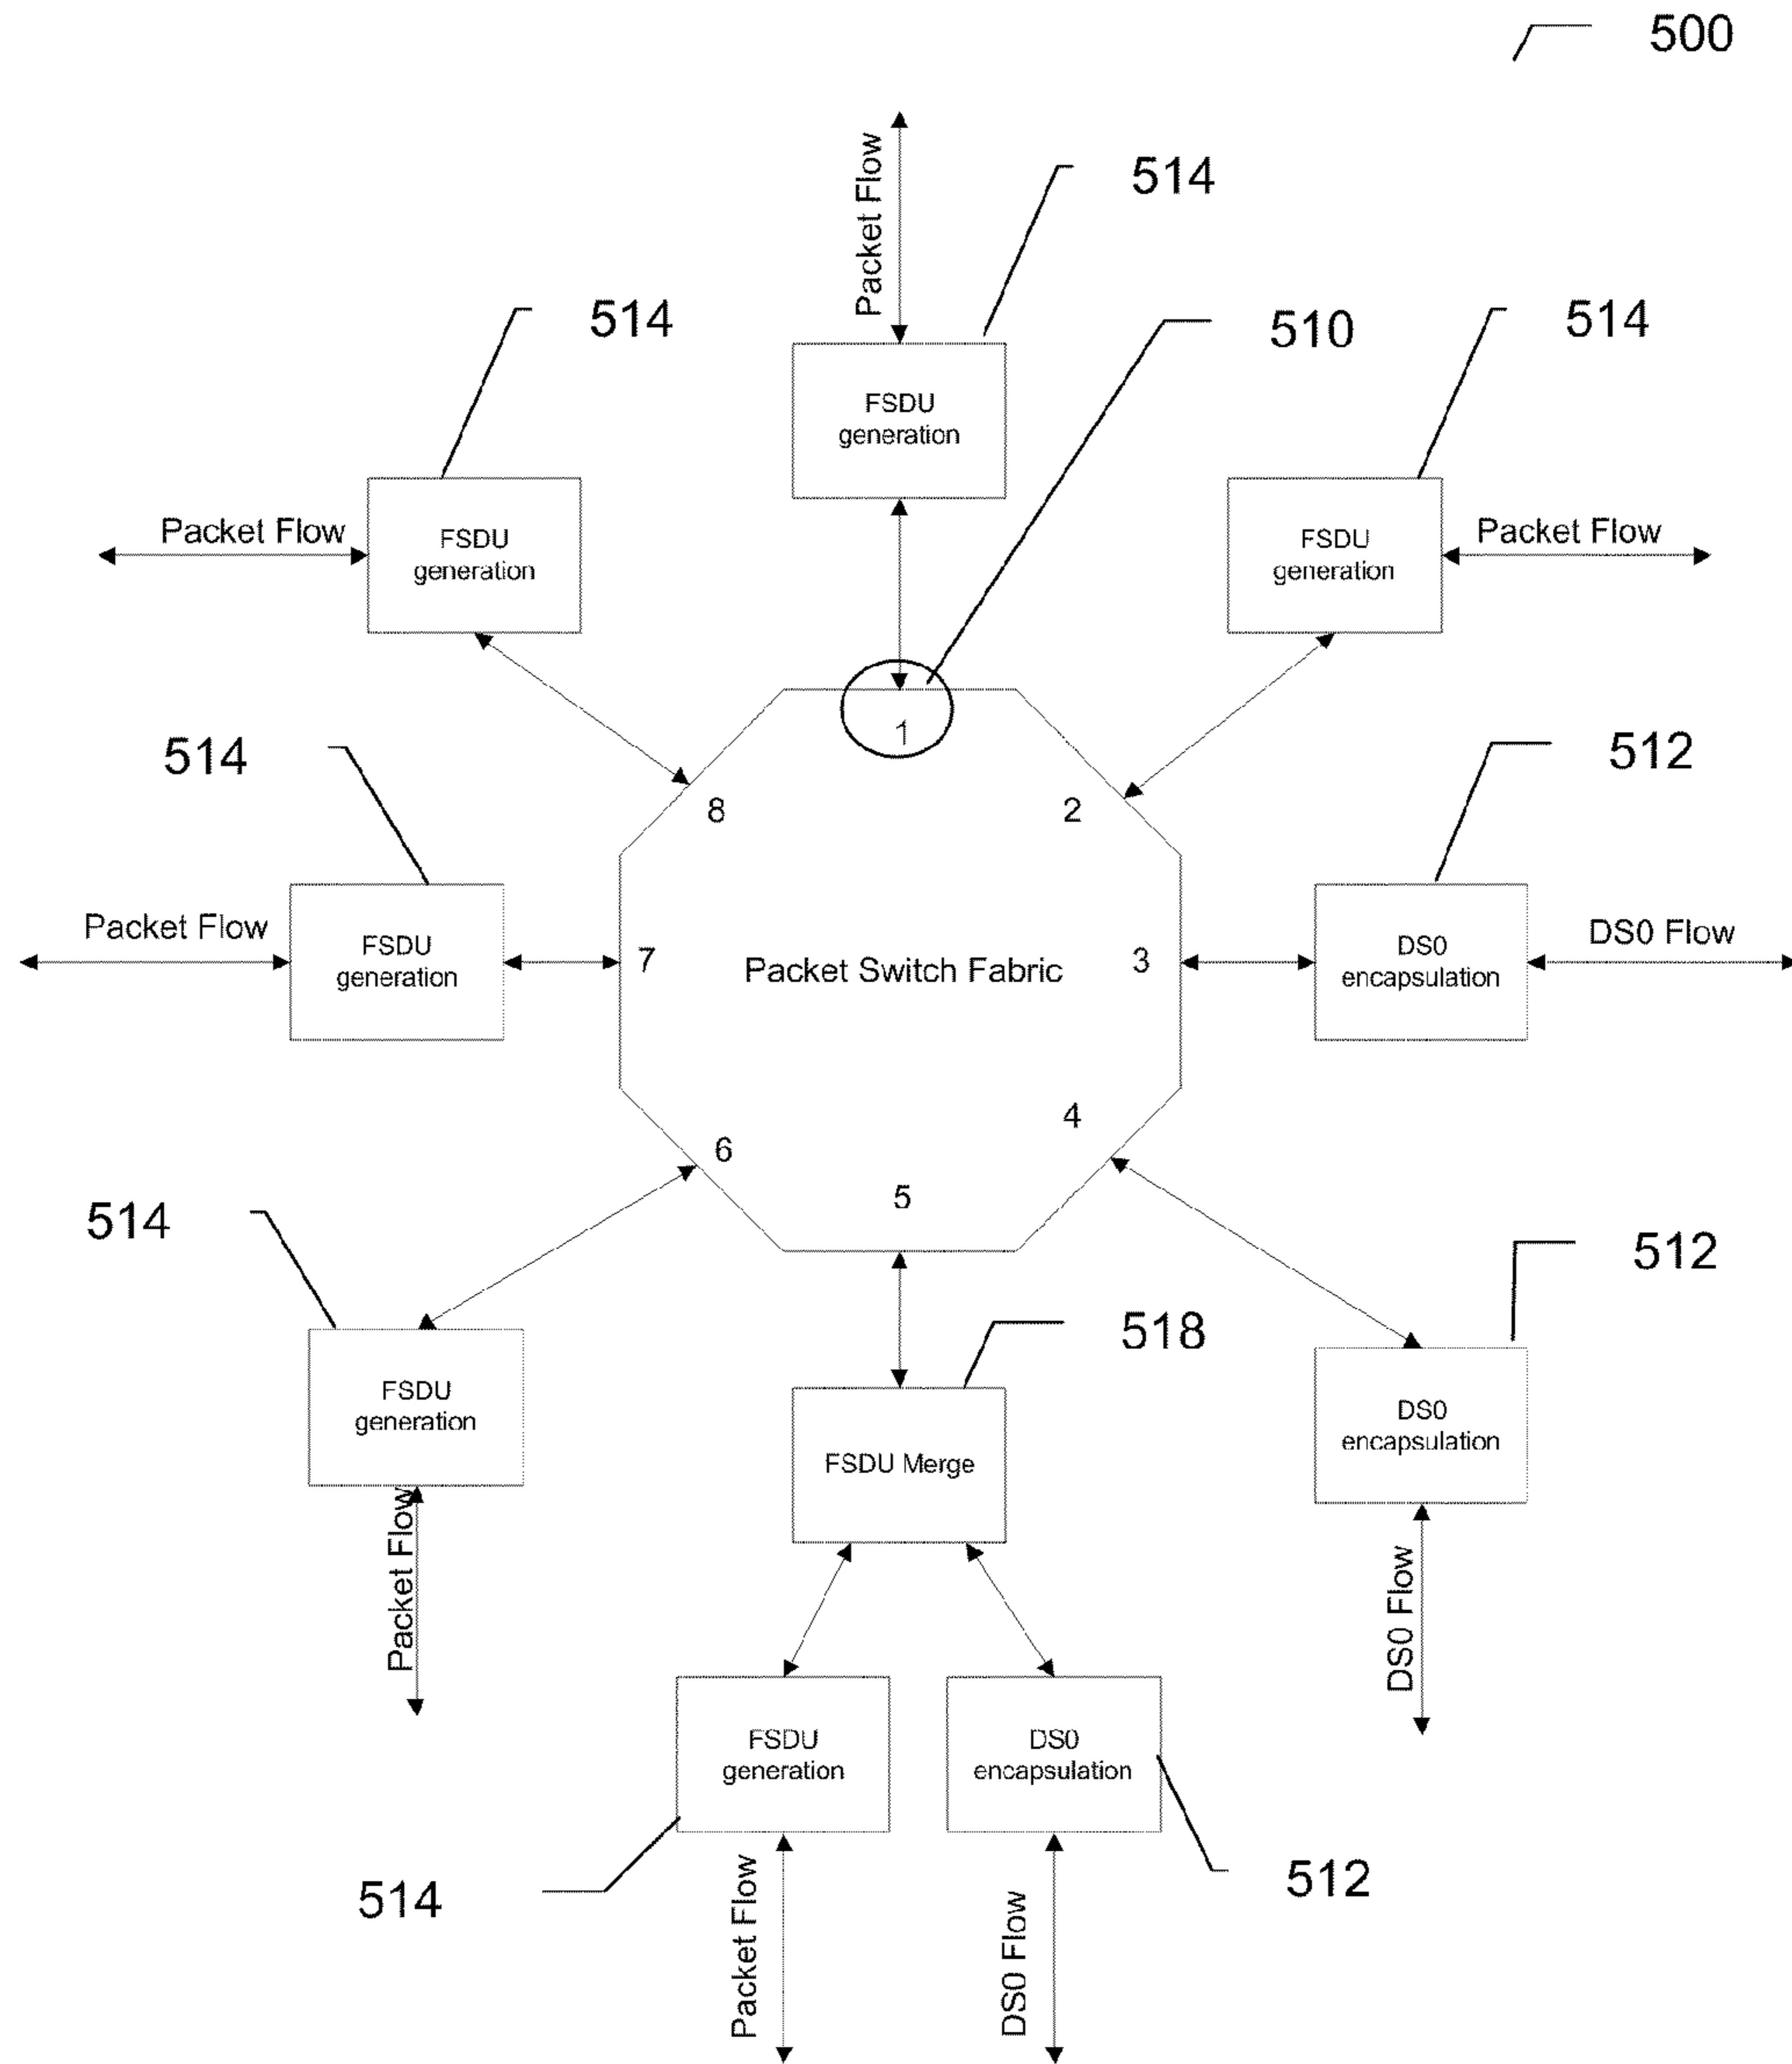 500
Packet Flow
514
514
510
514
FSDU
generation
Packet Flow
FSDU
generation
FSDU
generation
Packet Flow
1
514
512
8
2
Packet Flow
FSDU
generation
7
Packet Switch Fabric
3
DS0
encapsulation
DS0 Flow
4
6
5
514
512
518
FSDU
generation
DS0
encapsulation
FSDU Merge
Packet Flow
DS0 Flow
FSDU
generation
DS0
encapsulation
514
512
Packet Flow
DS0 Flow